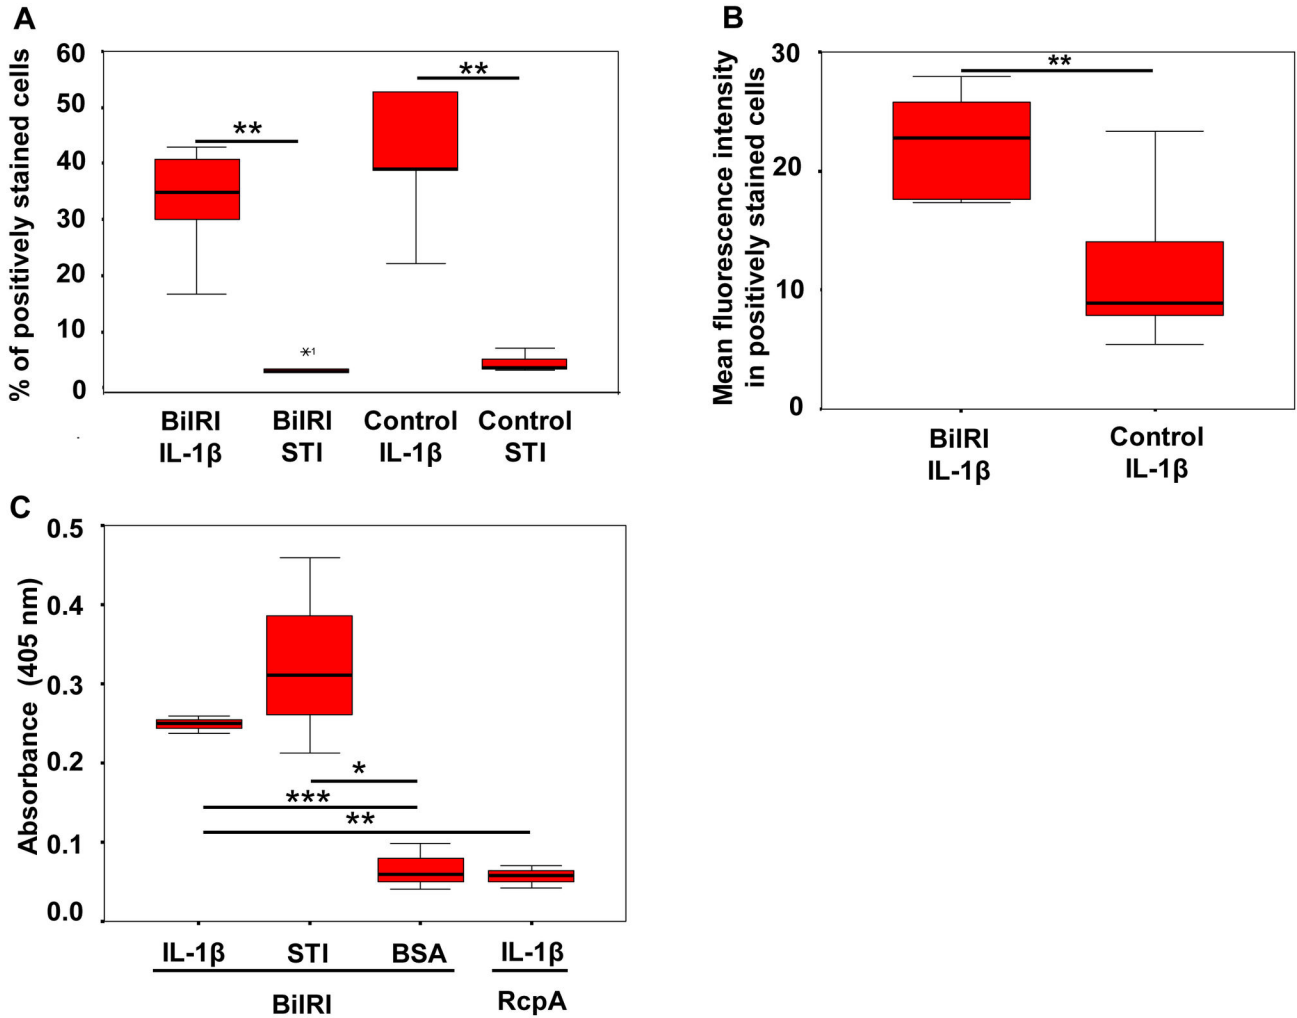 A
% of positively stained cells
60
50
40
30
20
10
0
**
**
*1
BilRI
IL-1β
BilRI
STI
Control
IL-1β
Control
STI
B
Mean fluorescence intensity
in positively stained cells
30
20
10
0
**
BilRI
IL-1β
Control
IL-1β
C
Absorbance (405 nm)
0.5
0.4
0.3
0.2
0.1
0.0
*
***
**
IL-1β
STI
BSA
IL-1β
BilRI
RcpA